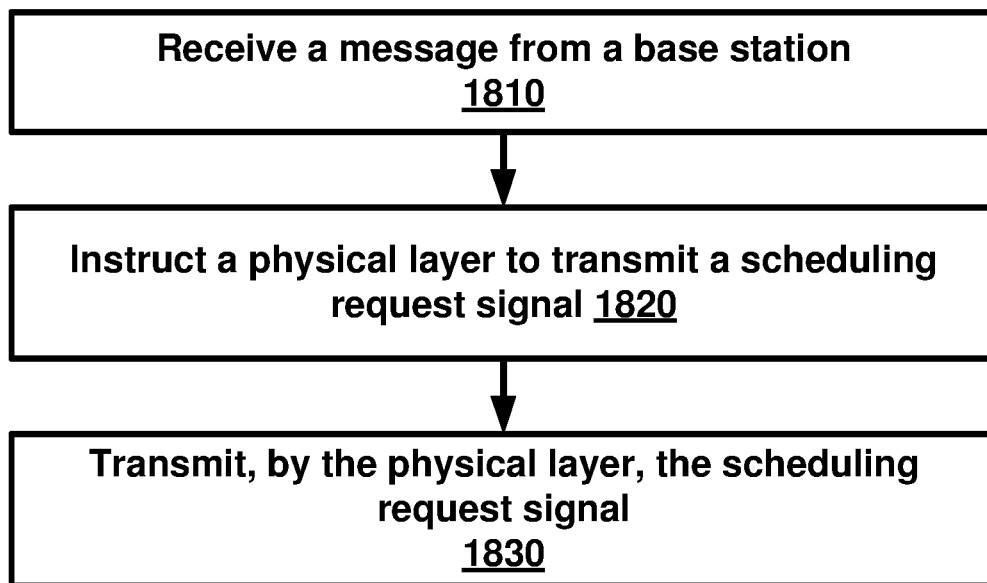 Receive a message from a base station
1810
Instruct a physical layer to transmit a scheduling
request signal 1820
Transmit, by the physical layer, the scheduling
request signal
1830